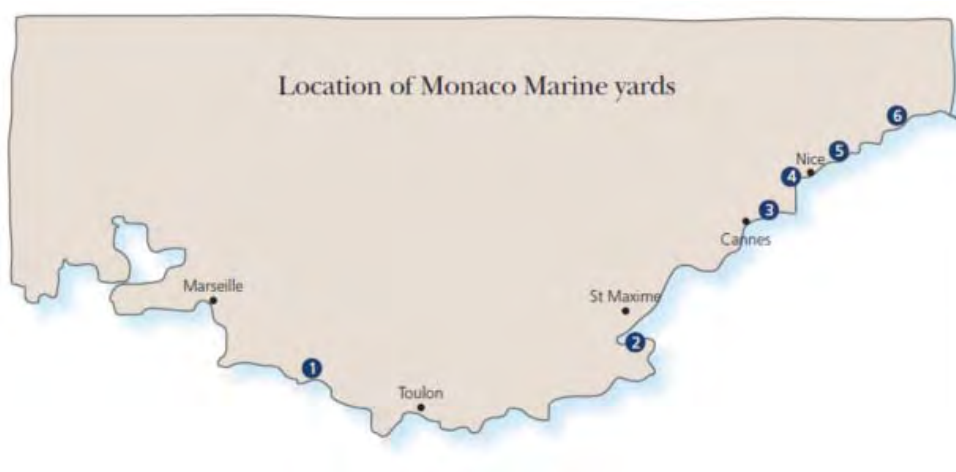 Location of Monaco Marine yards
6
Nice
5
4
3
Cannes
Marseille
St Maxime
2
1
Toulon